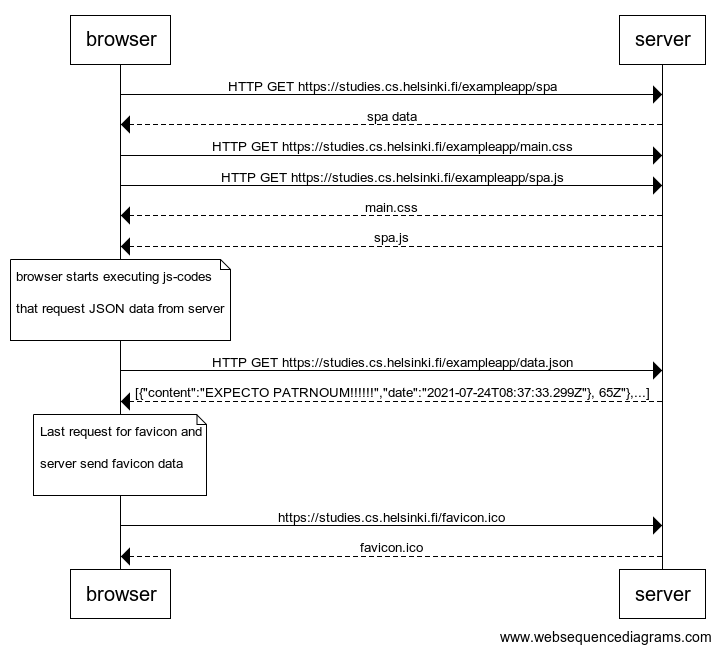 browser
server
HTTP GET https://studies.cs.helsinki.fi/exampleapp/spa
spa data
HTTP GET https://studies.cs.helsinki.fi/exampleapp/main.css
HTTP GET https://studies.cs.helsinki.fi/exampleapp/spa.js
main.css
spa.js
browser starts executing js-codes
that request JSON data from server
HTTP GET https://studies.cs.helsinki.fi/exampleapp/data.json
[{"content":"EXPECTO PATRNOUM!!!!!!","date":"2021-07-24T08:37:33.299Z"}, 65Z"},...]
Last request for favicon and
server send favicon data
https://studies.cs.helsinki.fi/favicon.ico
favicon.ico
browser
server
www.websequencediagrams.com